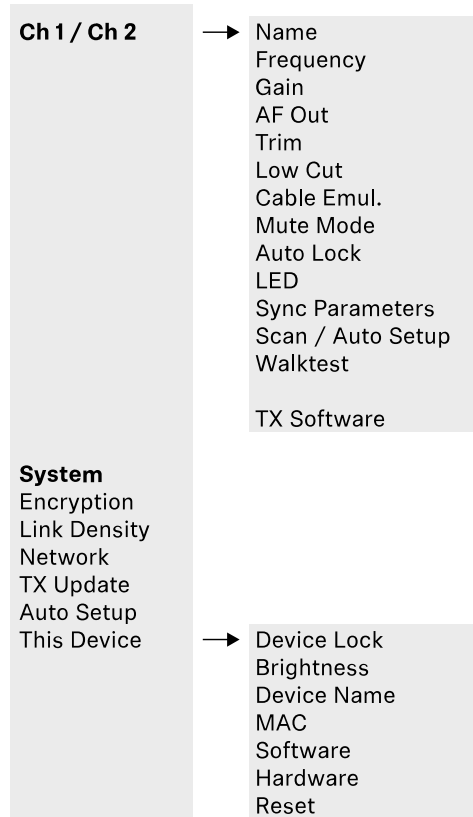 Ch 1 / Ch 2
Name
Frequency
Gain
AF Out
Trim
Low Cut
Cable Emul.
Mute Mode
Auto Lock
LED
Sync Parameters
Scan / Auto Setup
Walktest
TX Software
System
Encryption
Link Density
Network
TX Update
Auto Setup
This Device
Device Lock
Brightness
Device Name
MAC
Software
Hardware
Reset